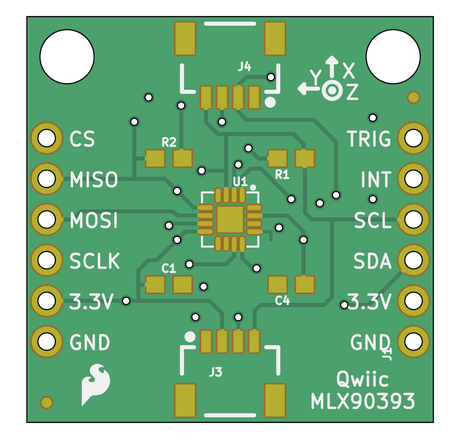 J4
Y X
Z
R2
CS TRIG
R1
MISO U1 INT
MOSI SCL
SCLK SDA
C1
C4
3.3V 3.3V
GND GND
J1
J3
Qwiic
MLX90393